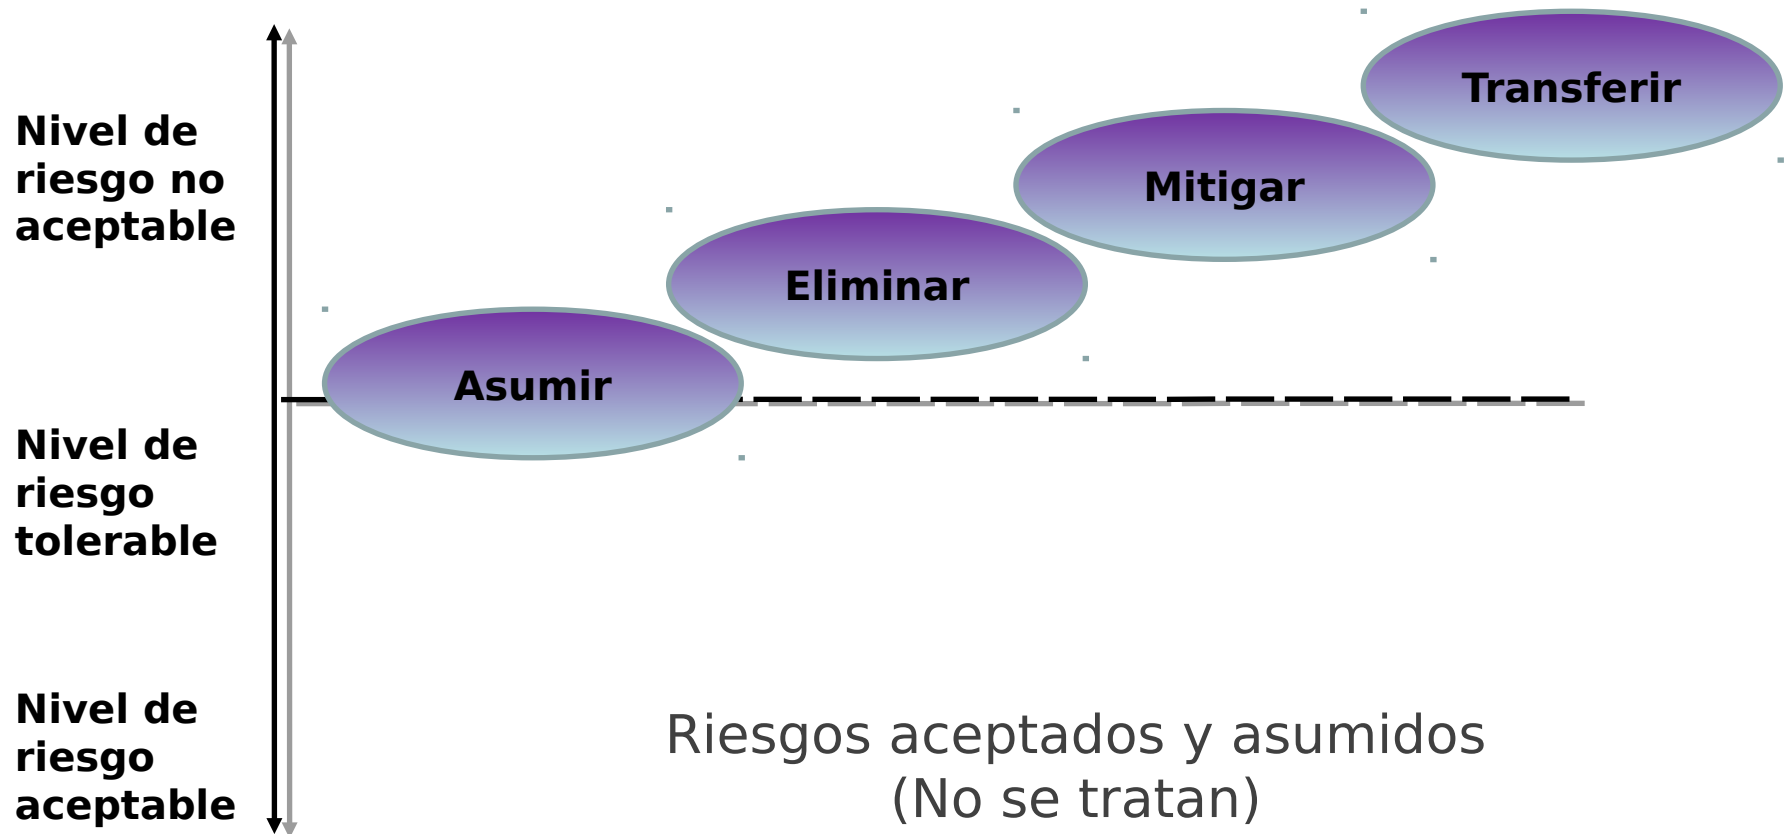 Transferir
Nivel de
riesgo no
aceptable
Mitigar
Eliminar
Asumir
Nivel de
riesgo
tolerable
Nivel de
riesgo
aceptable
Riesgos aceptados y asumidos
(No se tratan)